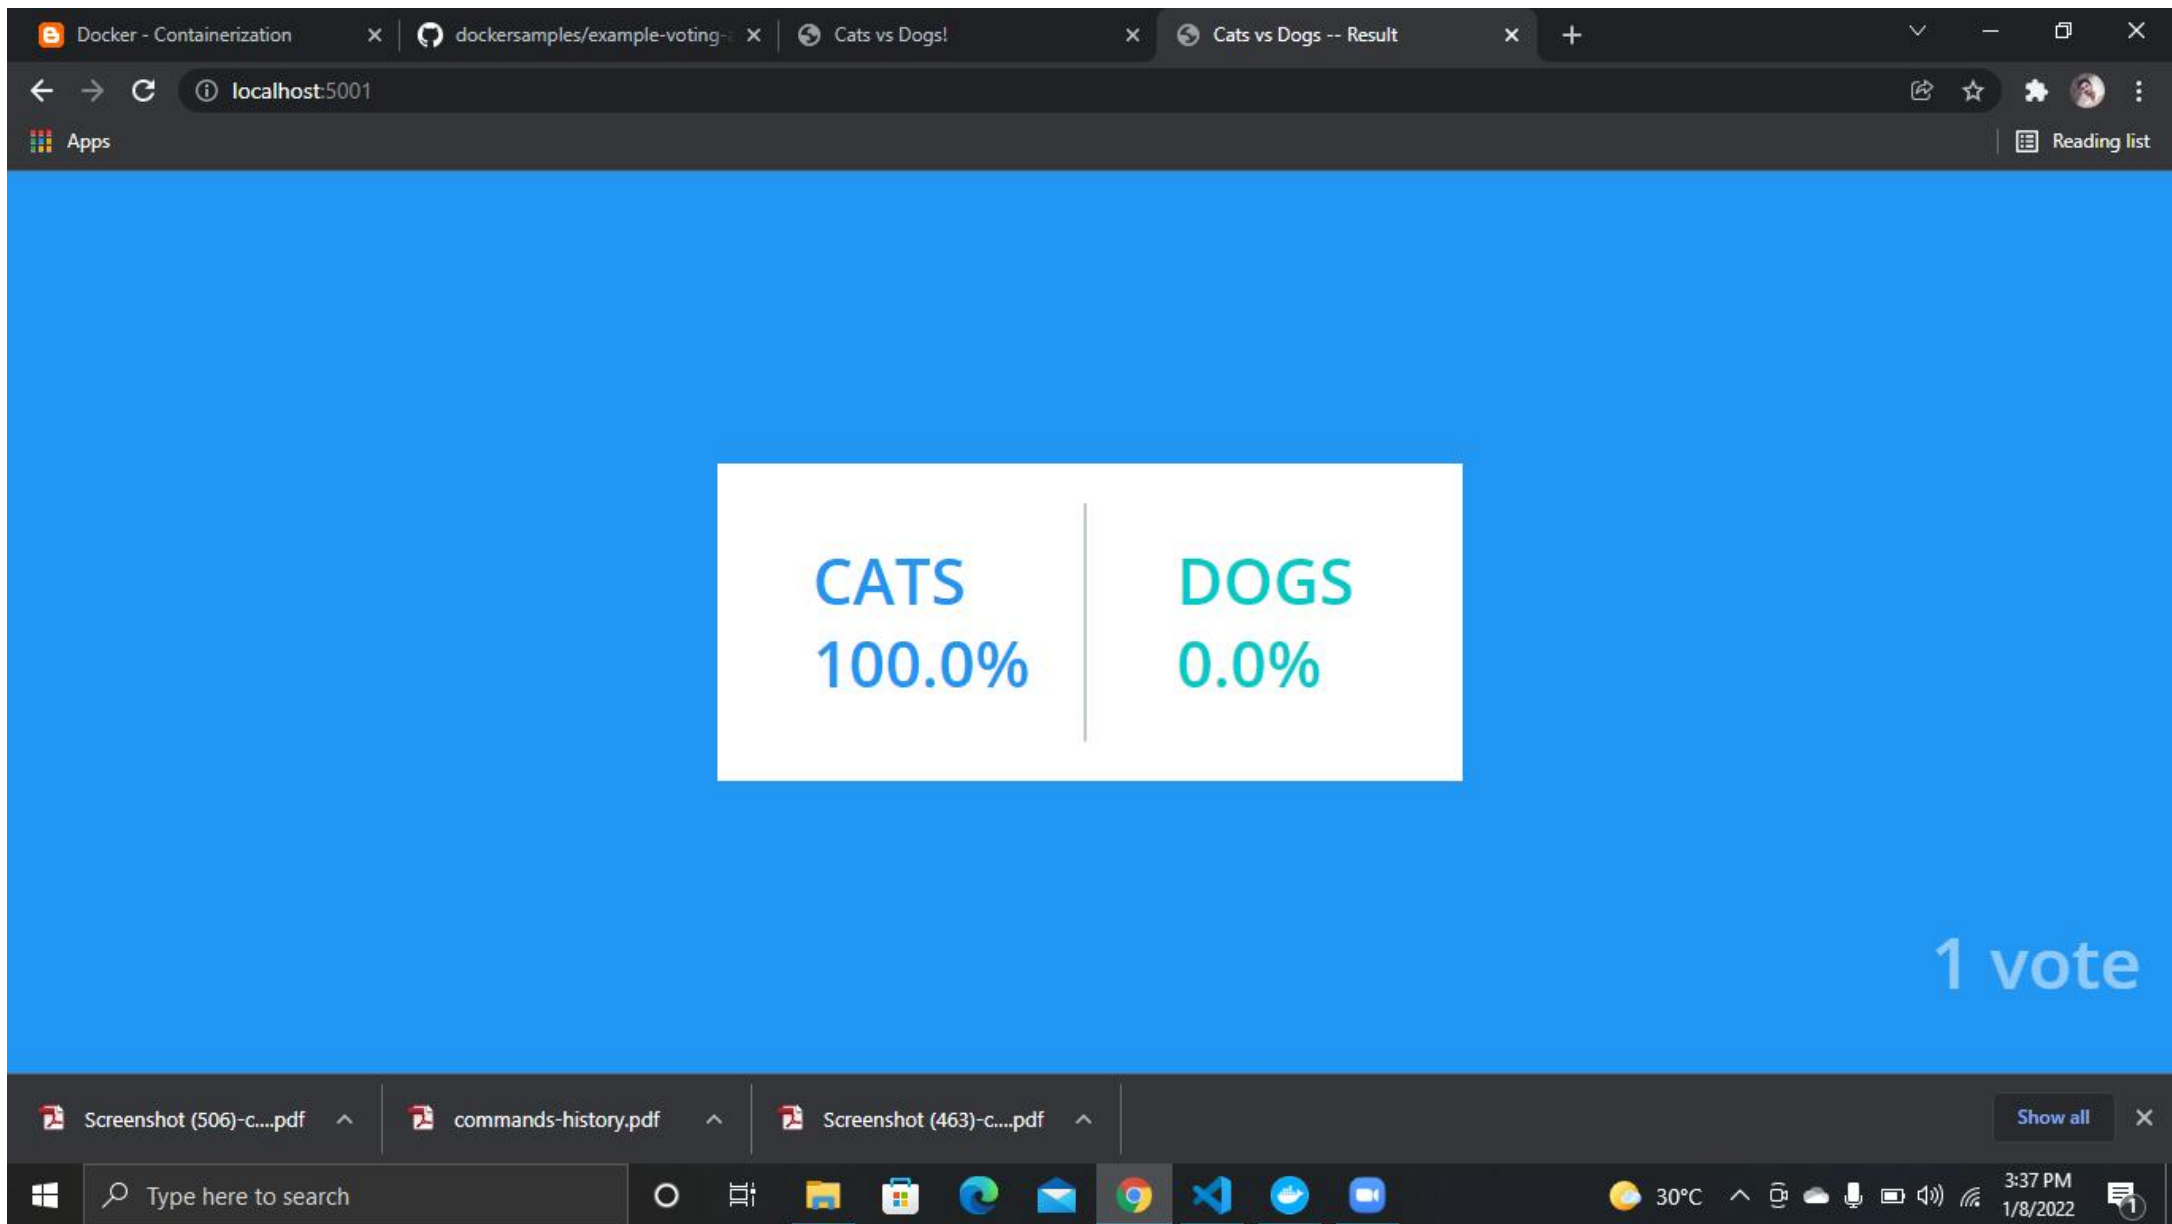 Docker - Containerization
dockersamples/example-voting-a
Cats vs Dogs!
Cats vs Dogs -- Result
localhost:5001
Apps
Reading list
CATS
100.0%
DOGS
0.0%
1 vote
Screenshot (506)-c....pdf
commands-history.pdf
Screenshot (463)-c....pdf
Show all
Type here to search
30°C
3:37 PM
1/8/2022
1